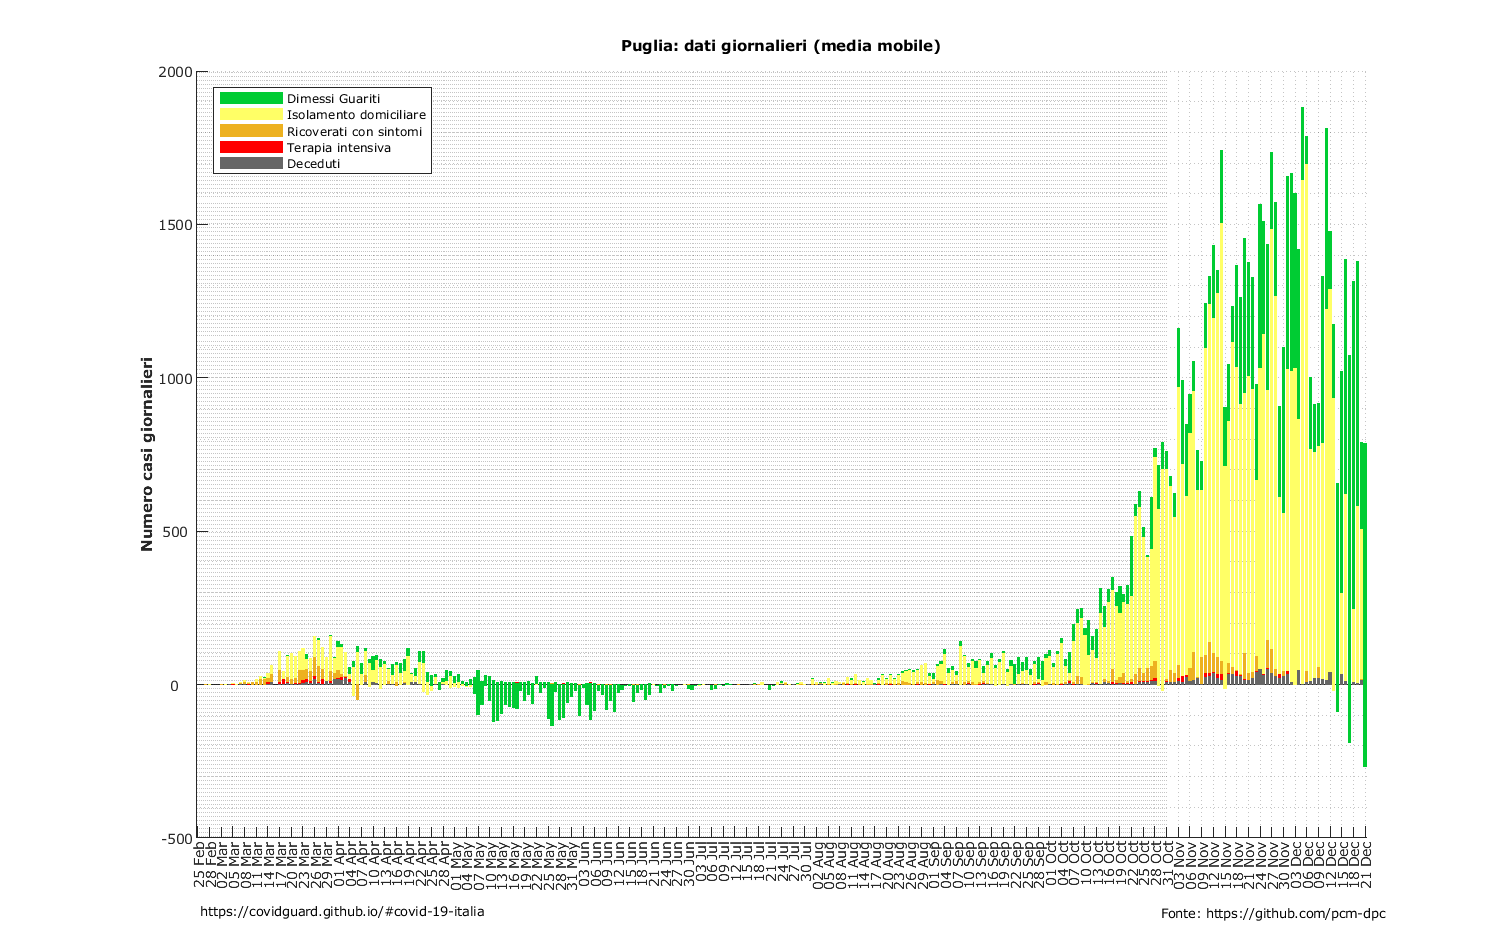 Puglia: dati giornalieri (media mobile)
Dimessi Guariti
Isolamento domiciliare
Ricoverati con sintomi
Terapia intensiva
Deceduti
Numero casi giornalieri
2000
1500
1000
500
0
-500
25 Feb
28 Feb
02 Mar
05 Mar
08 Mar
11 Mar
14 Mar
17 Mar
20 Mar
23 Mar
26 Mar
29 Mar
01 Apr
04 Apr
07 Apr
10 Apr
13 Apr
16 Apr
19 Apr
22 Apr
25 Apr
28 Apr
01 May
04 May
07 May
10 May
13 May
16 May
19 May
22 May
25 May
28 May
31 May
03 Jun
06 Jun
09 Jun
12 Jun
15 Jun
18 Jun
21 Jun
24 Jun
27 Jun
30 Jun
03 Jul
06 Jul
09 Jul
12 Jul
15 Jul
18 Jul
21 Jul
24 Jul
27 Jul
30 Jul
02 Aug
05 Aug
08 Aug
11 Aug
14 Aug
17 Aug
20 Aug
23 Aug
26 Aug
29 Aug
01 Sep
04 Sep
07 Sep
10 Sep
13 Sep
16 Sep
19 Sep
22 Sep
25 Sep
28 Sep
01 Oct
04 Oct
07 Oct
10 Oct
13 Oct
16 Oct
19 Oct
22 Oct
25 Oct
28 Oct
31 Oct
03 Nov
06 Nov
09 Nov
12 Nov
15 Nov
18 Nov
21 Nov
24 Nov
27 Nov
30 Nov
03 Dec
06 Dec
09 Dec
12 Dec
15 Dec
18 Dec
21 Dec
https://covidguard.github.io/#covid-19-italia
Fonte: https://github.com/pcm-dpc